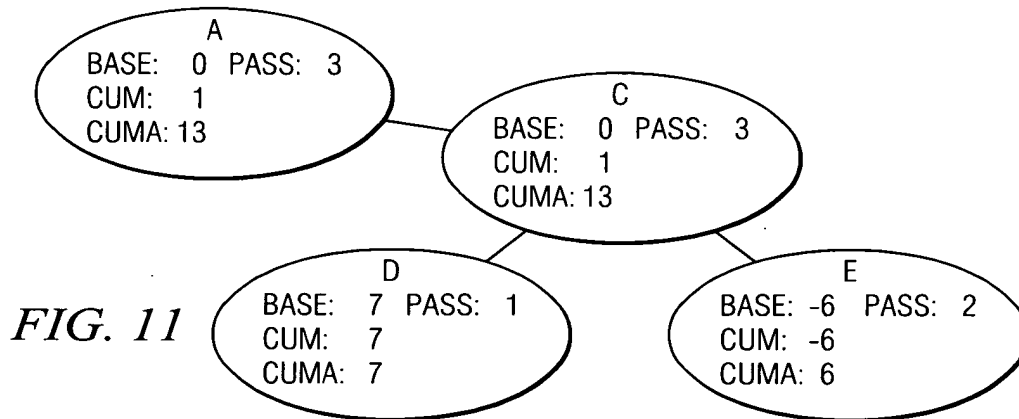 A
BASE: 0 PASS: 3
CUM: 1
CUMA: 13
C
BASE: 0 PASS: 3
CUM: 1
CUMA: 13
D
BASE: 7 PASS: 1
CUM: 7
CUMA: 7
E
BASE: -6 PASS: 2
CUM: -6
CUMA: 6
FIG. 11